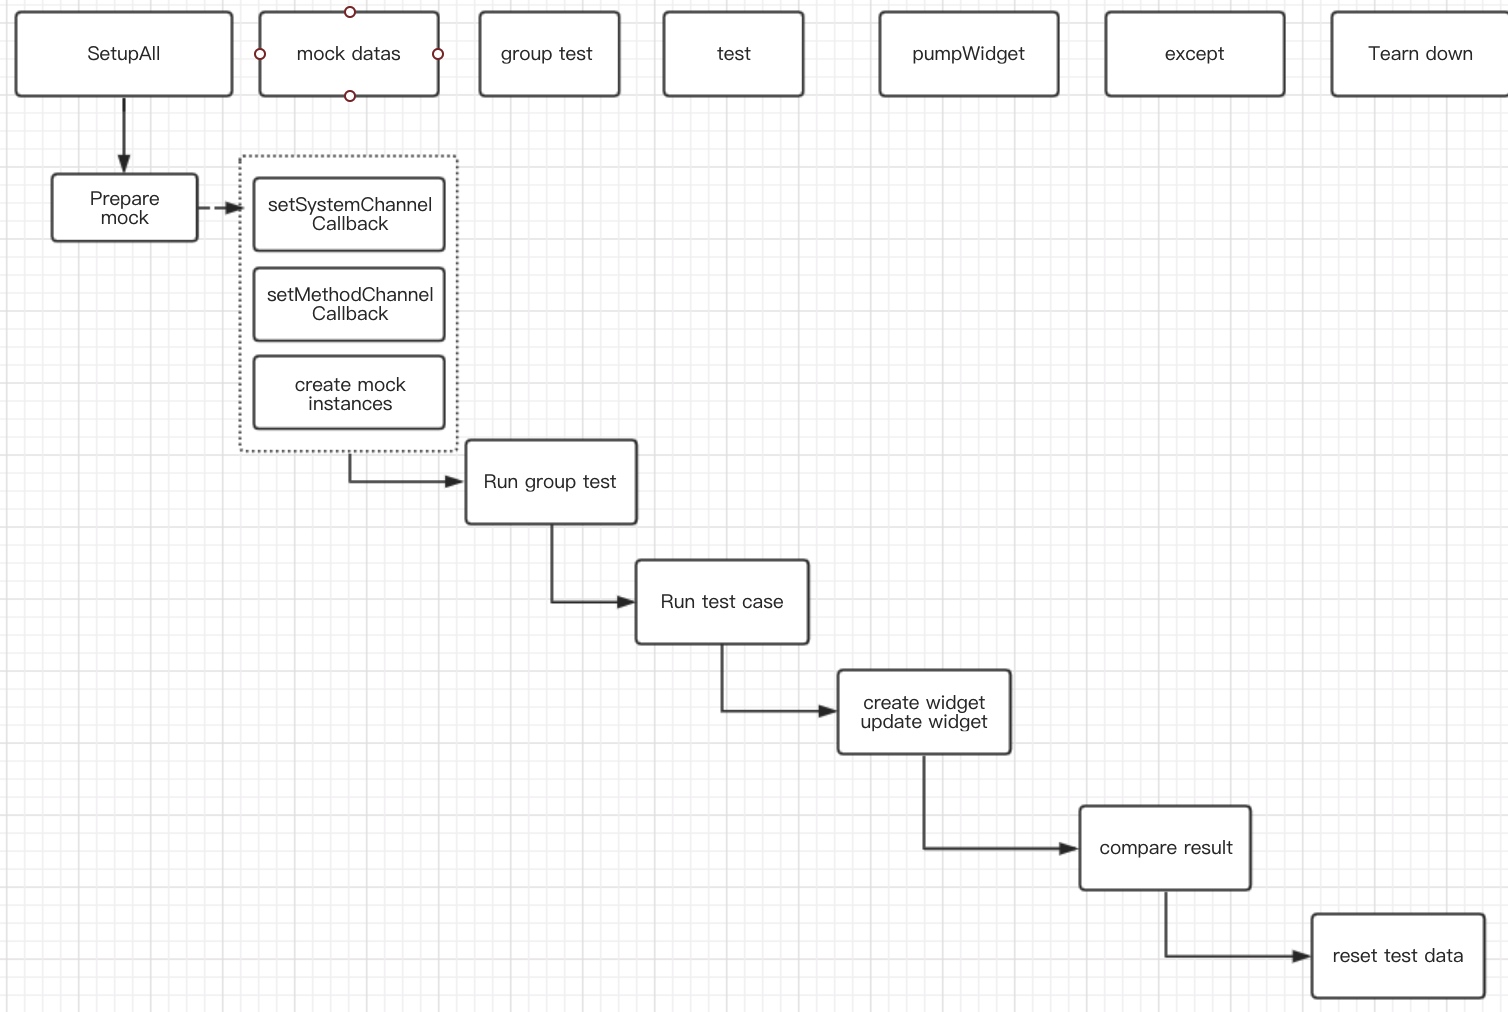 SetupAll
mock datas
group test
test
pumpWidget
except
Tearn down
Prepare
mock
setSystemChannel
Callback
setMethodChannel
Callback
create mock
instances
Run group test
Run test case
create widget
update widget
compare result
reset test data